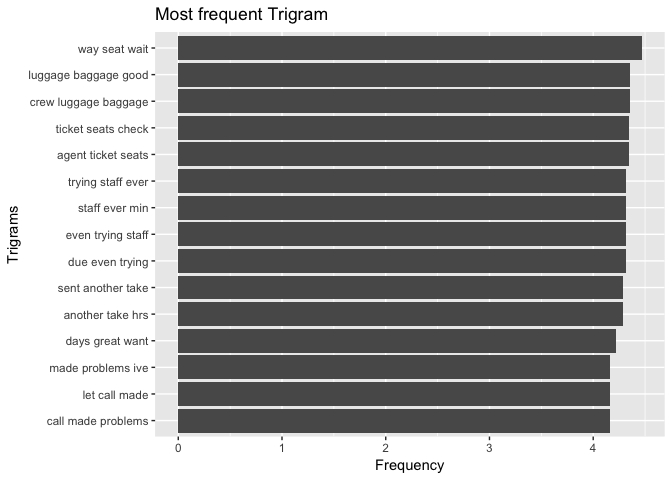 Most frequent Trigram
Trigrams
way seat wait
luggage baggage good
crew luggage baggage
ticket seats check
agent ticket seats
trying staff ever
staff ever min
even trying staff
due even trying
sent another take
another take hrs
days great want
made problems ive
let call made
call made problems
0 1 2 3 4
Frequency